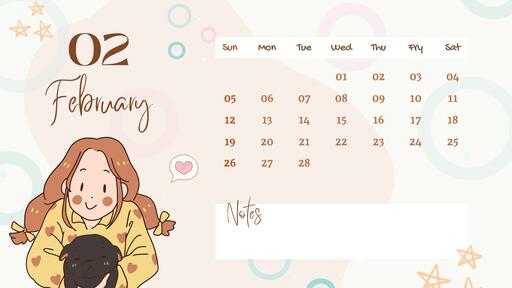 02
February
Sun Mon Tue Wed Thu Fry Sat
01 02 03 04
05 06 07 08 09 10 11
12 13 14 15 16 17 18
19 20 21 22 23 24 25
26 27 28
Notes